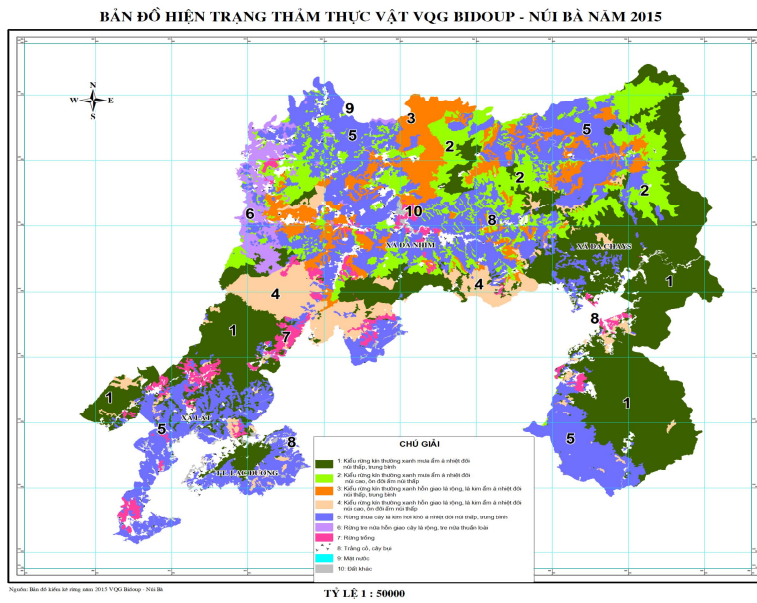 BẢN ĐỒ HIỆN TRẠNG THẢM THỰC VẬT VQG BIDOUP - NÚI BÀ NĂM 2015
N
W E
S
9
3
5
5
2
2
2
6
10
8
XÃ ĐẠ NHIM
XÃ ĐA CHAYS
4
4
1
8
1
7
1
1
5
XÃ LÁT
8
5
TT. LẠC DƯƠNG
CHÚ GIẢI
1: Kiểu rừng kín thường xanh mưa ẩm á nhiệt đới
núi thấp, trung bình
2: Kiểu rừng kín thường xanh mưa ẩm á nhiệt đới
núi cao, ôn đới ẩm núi thấp
3: Kiểu rừng kín thường xanh hỗn giao lá rộng, lá kim ẩm á nhiệt đới
núi thấp, trung bình
4: Kiểu rừng kín thường xanh hỗn giao lá rộng, lá kim ẩm á nhiệt đới
núi cao, ôn đới ẩm núi thấp
5: Rừng thưa cây lá kim hơi khô á nhiệt đới núi thấp, trung bình
6: Rừng tre nứa hỗn giao cây lá rộng, tre nứa thuần loài
7: Rừng trồng
8: Trảng cỏ, cây bụi
9: Mặt nước
10: Đất khác
Nguồn: Bản đồ kiểm kê rừng năm 2015 VQG Bidoup - Núi Bà
TỶ LỆ 1 : 50000